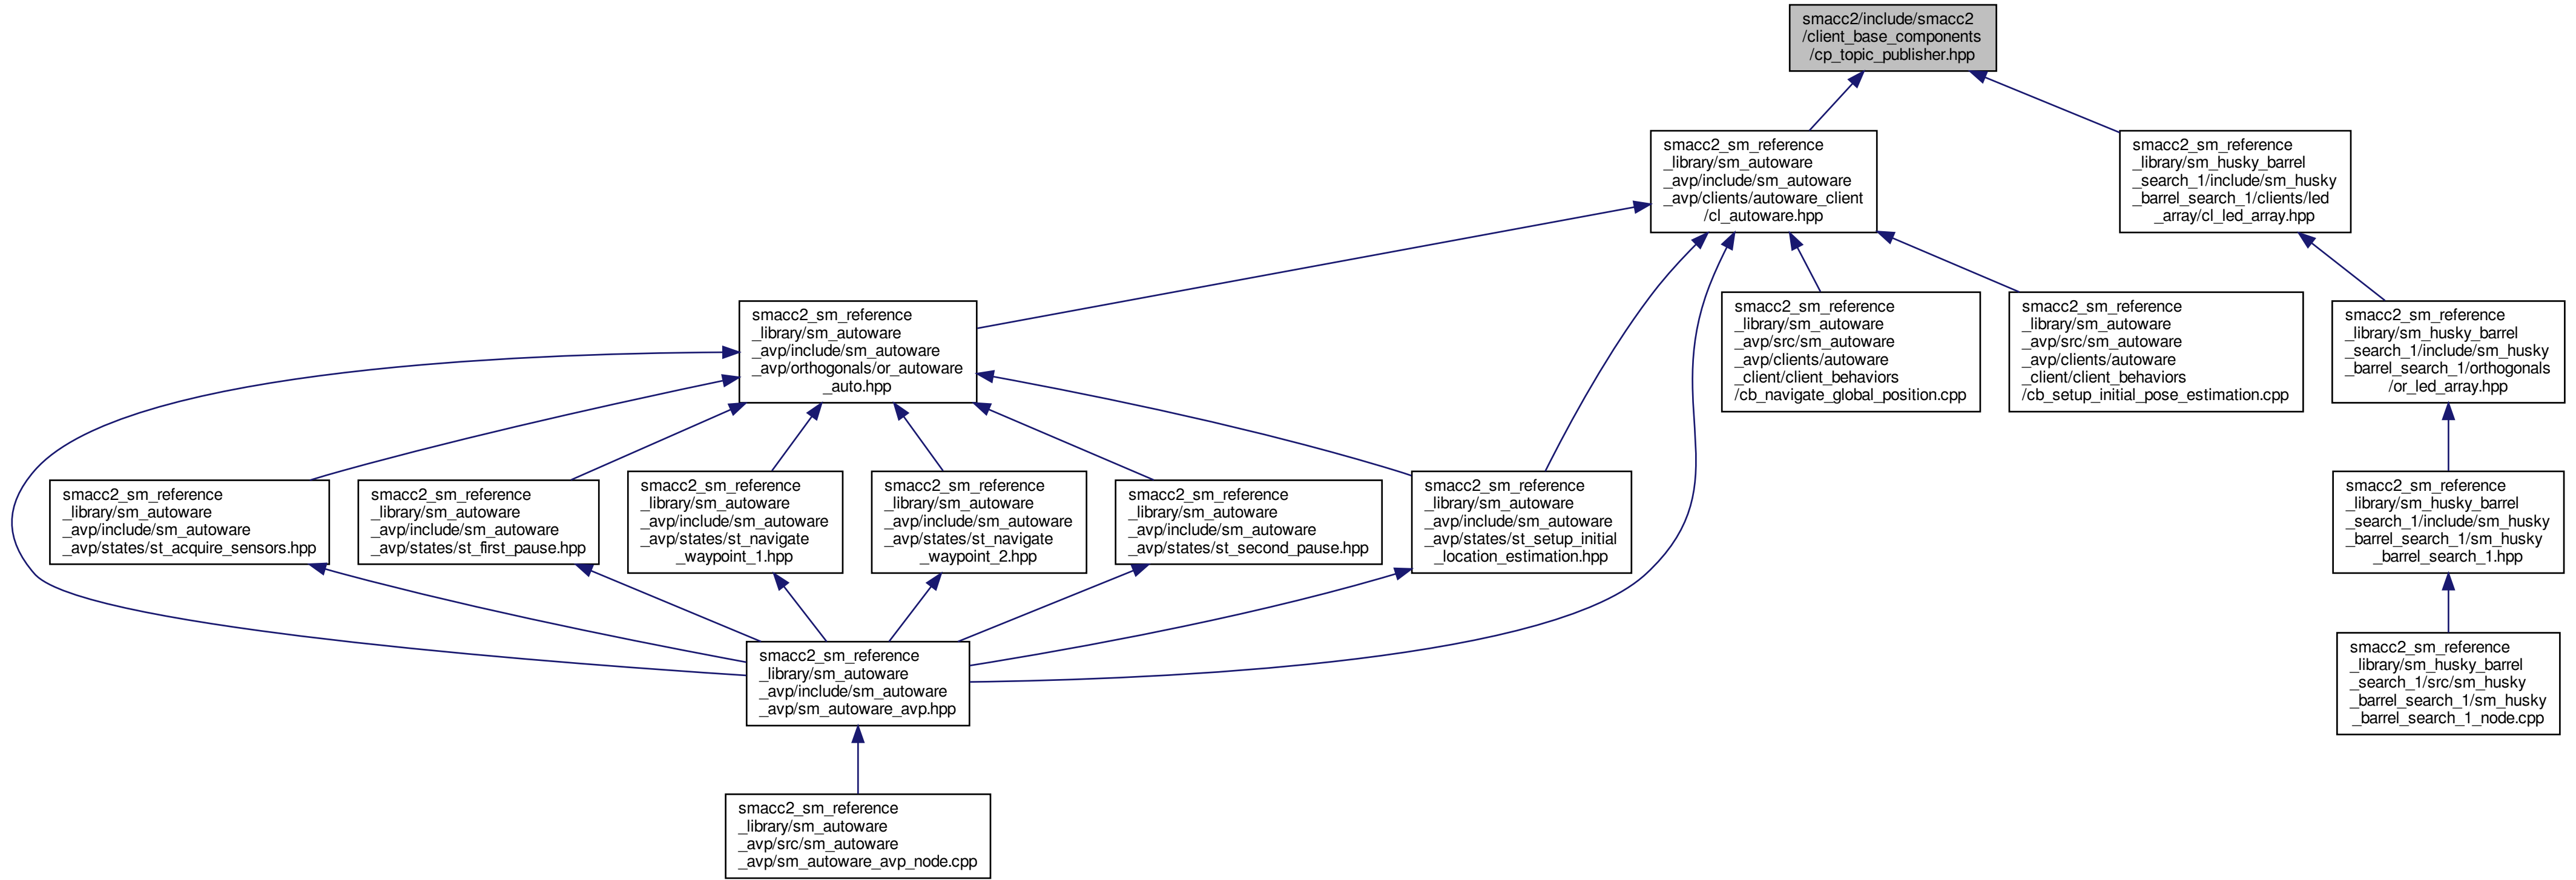 smacc2/include/smacc2
/client_base_components
/cp_topic_publisher.hpp
smacc2_sm_reference
_library/sm_autoware
_avp/include/sm_autoware
_avp/clients/autoware_client
/cl_autoware.hpp
smacc2_sm_reference
_library/sm_husky_barrel
_search_1/include/sm_husky
_barrel_search_1/clients/led
_array/cl_led_array.hpp
smacc2_sm_reference
_library/sm_autoware
_avp/include/sm_autoware
_avp/orthogonals/or_autoware
_auto.hpp
smacc2_sm_reference
_library/sm_autoware
_avp/src/sm_autoware
_avp/clients/autoware
_client/client_behaviors
/cb_navigate_global_position.cpp
smacc2_sm_reference
_library/sm_autoware
_avp/src/sm_autoware
_avp/clients/autoware
_client/client_behaviors
/cb_setup_initial_pose_estimation.cpp
smacc2_sm_reference
_library/sm_husky_barrel
_search_1/include/sm_husky
_barrel_search_1/orthogonals
/or_led_array.hpp
smacc2_sm_reference
_library/sm_autoware
_avp/include/sm_autoware
_avp/states/st_acquire_sensors.hpp
smacc2_sm_reference
_library/sm_autoware
_avp/include/sm_autoware
_avp/states/st_first_pause.hpp
smacc2_sm_reference
_library/sm_autoware
_avp/include/sm_autoware
_avp/states/st_navigate
_waypoint_1.hpp
smacc2_sm_reference
_library/sm_autoware
_avp/include/sm_autoware
_avp/states/st_navigate
_waypoint_2.hpp
smacc2_sm_reference
_library/sm_autoware
_avp/include/sm_autoware
_avp/states/st_second_pause.hpp
smacc2_sm_reference
_library/sm_autoware
_avp/include/sm_autoware
_avp/states/st_setup_initial
_location_estimation.hpp
smacc2_sm_reference
_library/sm_husky_barrel
_search_1/include/sm_husky
_barrel_search_1/sm_husky
_barrel_search_1.hpp
smacc2_sm_reference
_library/sm_autoware
_avp/include/sm_autoware
_avp/sm_autoware_avp.hpp
smacc2_sm_reference
_library/sm_husky_barrel
_search_1/src/sm_husky
_barrel_search_1/sm_husky
_barrel_search_1_node.cpp
smacc2_sm_reference
_library/sm_autoware
_avp/src/sm_autoware
_avp/sm_autoware_avp_node.cpp